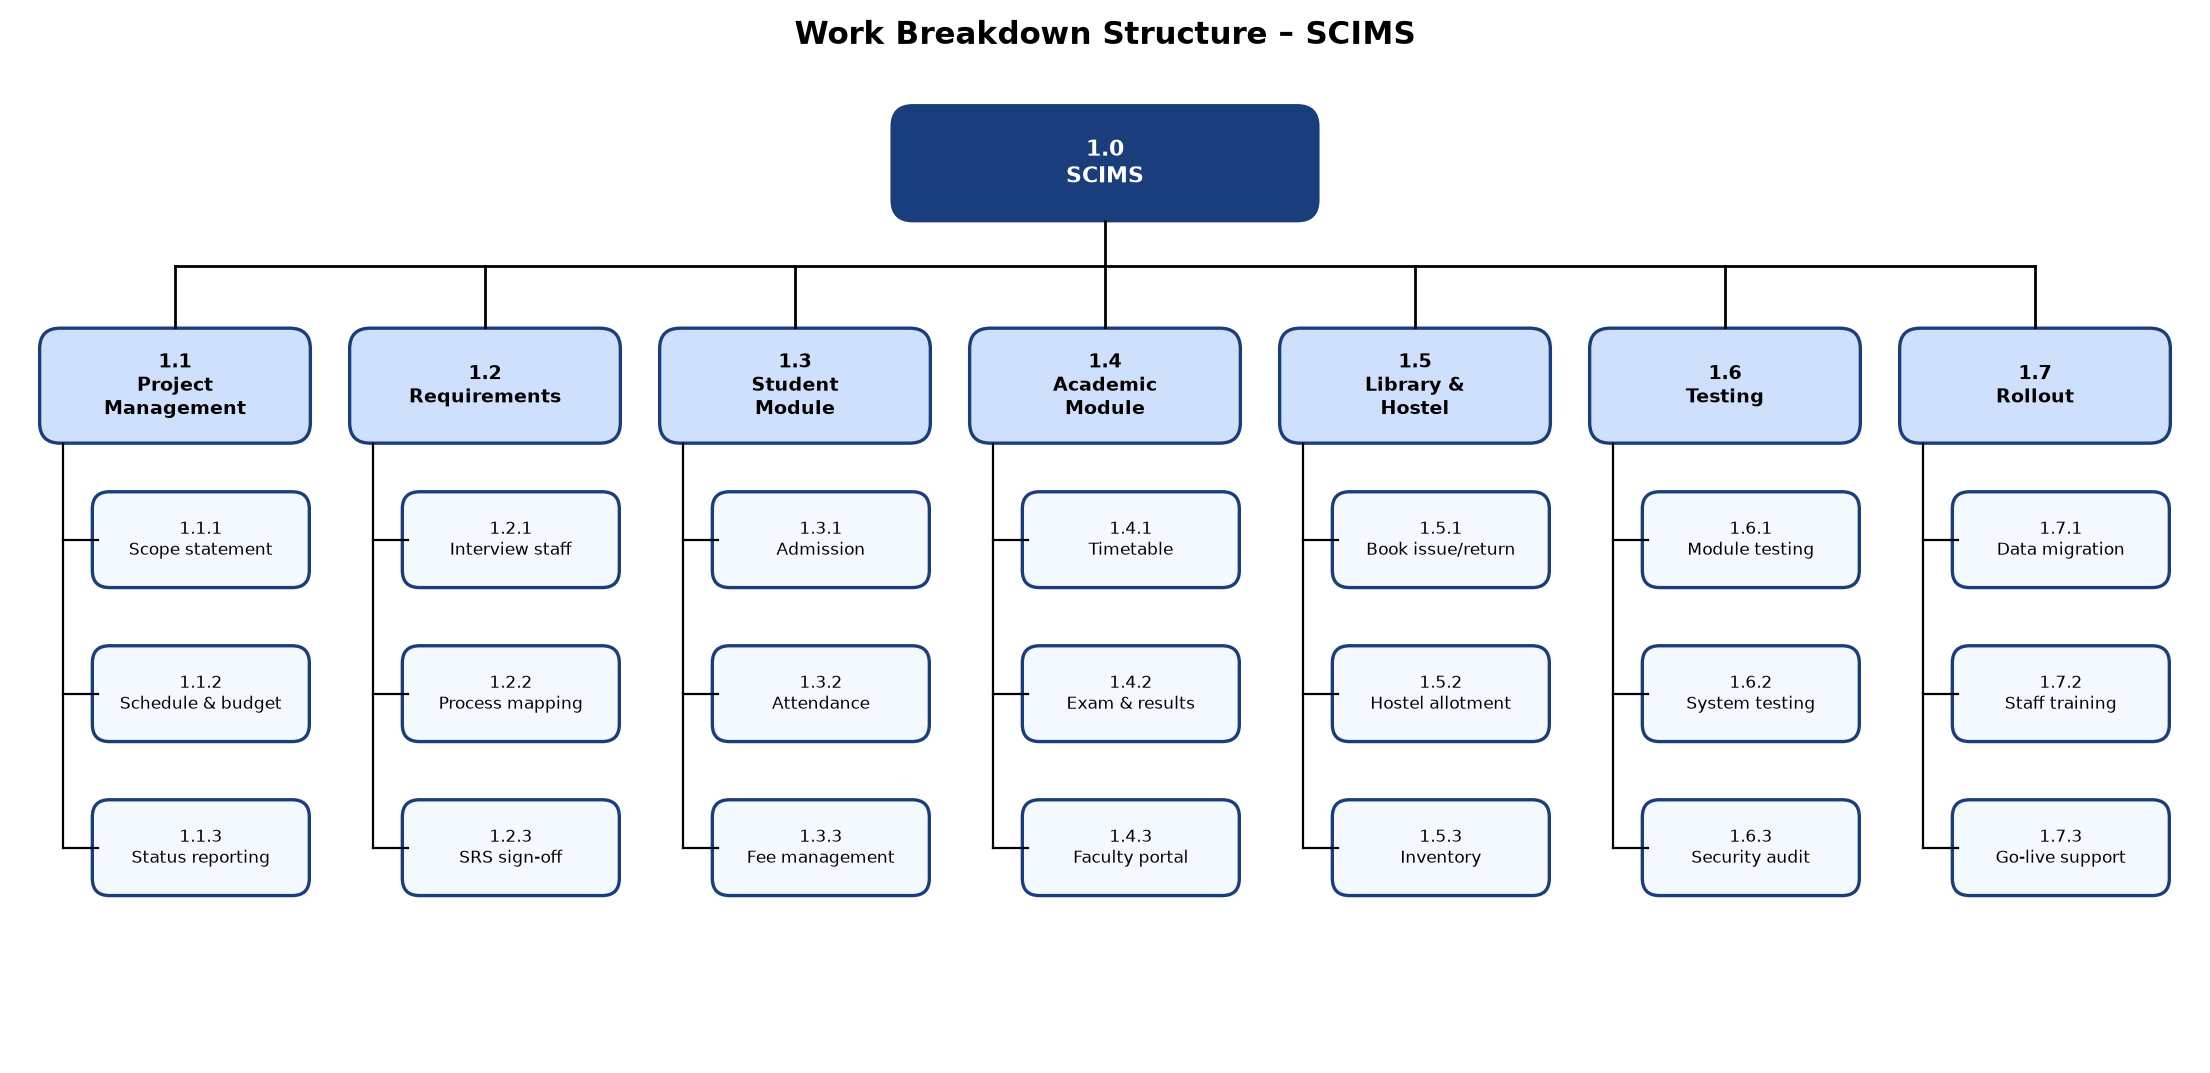 Work Breakdown Structure – SCIMS
1.0
SCIMS
1.1
Project
Management
1.2
Requirements
1.3
Student
Module
1.4
Academic
Module
1.5
Library &
Hostel
1.6
Testing
1.7
Rollout
1.1.1
Scope statement
1.2.1
Interview staff
1.3.1
Admission
1.4.1
Timetable
1.5.1
Book issue/return
1.6.1
Module testing
1.7.1
Data migration
1.1.2
Schedule & budget
1.2.2
Process mapping
1.3.2
Attendance
1.4.2
Exam & results
1.5.2
Hostel allotment
1.6.2
System testing
1.7.2
Staff training
1.1.3
Status reporting
1.2.3
SRS sign-off
1.3.3
Fee management
1.4.3
Faculty portal
1.5.3
Inventory
1.6.3
Security audit
1.7.3
Go-live support